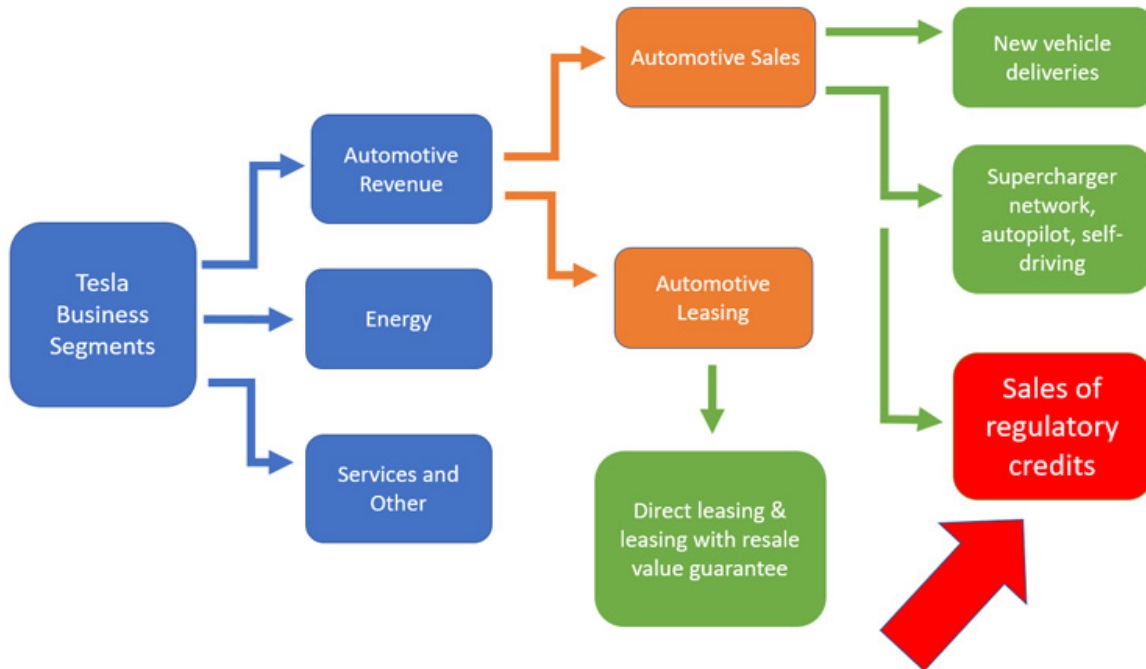 Tesla
Business
Segments
Automotive
Revenue
Energy
Services and
Other
Automotive Sales
Automotive
Leasing
Direct leasing &
leasing with resale
value guarantee
New vehicle
deliveries
Supercharger
network,
autopilot, self-
driving
Sales of
regulatory
credits